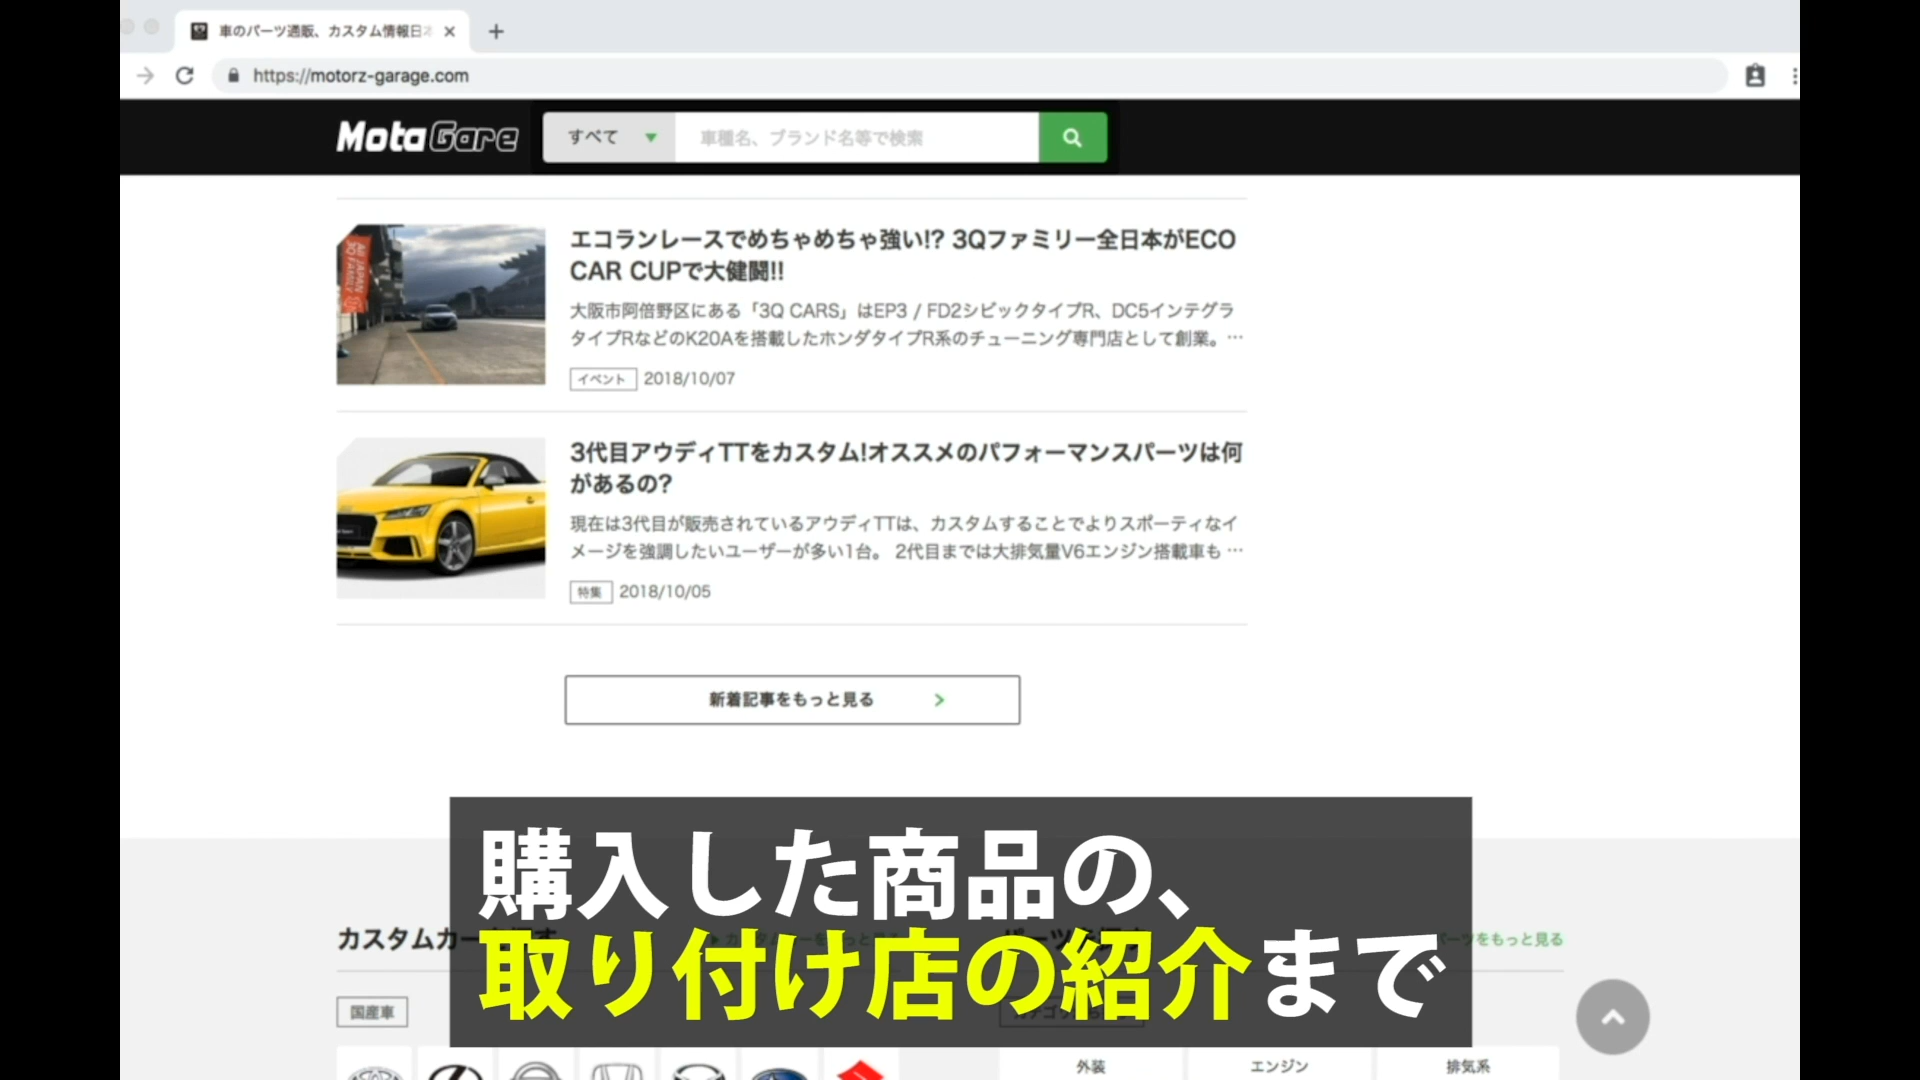 車のパーツ通販、カスタム情報日
https://motorz-garage.com
MotaGare
すべて
車種名、ブランド名等で検索
エコランレースでめちゃめちゃ強い!? 3Qファミリー全日本がECO
CAR CUPで大健闘!!
大阪市阿倍野区にある「3Q CARS」はEP3 / FD2シビックタイプR、DC5インテグラ
タイプRなどのK20Aを搭載したホンダタイプR系のチューニング専門店として創業。…
イベント 2018/10/07
3代目アウディTTをカスタム!オススメのパフォーマンスパーツは何
があるの?
現在は3代目が販売されているアウディTTは、カスタムすることでよりスポーティなイ
メージを強調したいユーザーが多い1台。 2代目までは大排気量V6エンジン搭載車も …
特集 2018/10/05
新着記事をもっと見る
購入した商品の、
取り付け店の紹介まで
カスタムカー
パーツをもっと見る
国産車
外装
エンジン
排気系